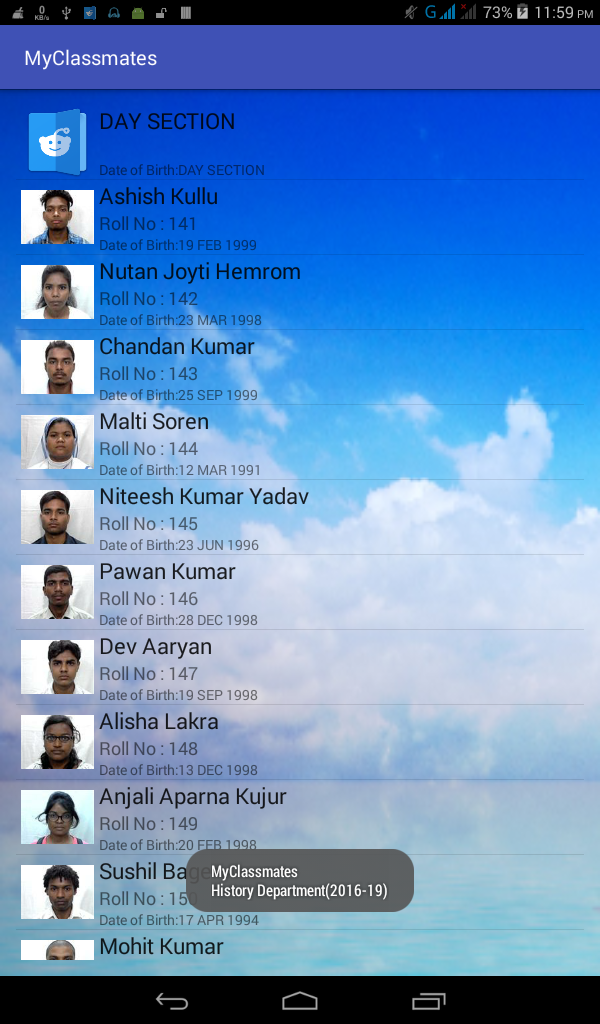 0
KB/s
G
73%
11:59 PM
MyClassmates
DAY SECTION
Date of Birth:DAY SECTION
Ashish Kullu
Roll No : 141
Date of Birth:19 FEB 1999
Nutan Joyti Hemrom
Roll No : 142
Date of Birth:23 MAR 1998
Chandan Kumar
Roll No : 143
Date of Birth:25 SEP 1999
Malti Soren
Roll No : 144
Date of Birth:12 MAR 1991
Niteesh Kumar Yadav
Roll No : 145
Date of Birth:23 JUN 1996
Pawan Kumar
Roll No : 146
Date of Birth:28 DEC 1998
Dev Aaryan
Roll No : 147
Date of Birth:19 SEP 1998
Alisha Lakra
Roll No : 148
Date of Birth:13 DEC 1998
Anjali Aparna Kujur
Roll No : 149
Date of Birth:20 FEB 1998
Sushil
Roll No : 150
Date of Birth:17 APR 1994
MyClassmates
History Department(2016-19)
Mohit Kumar